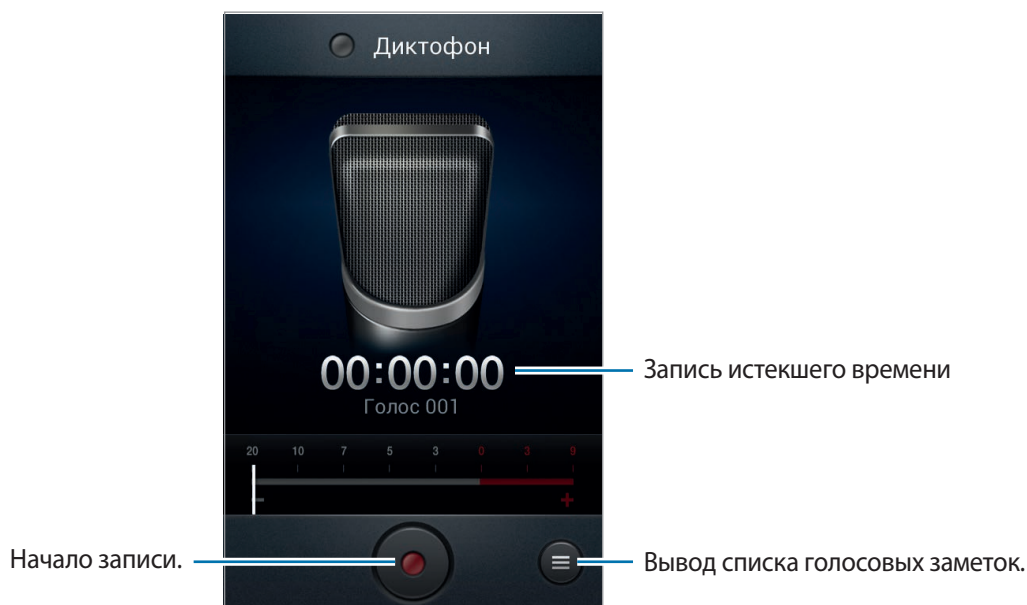 Диктофон
00:00:00
Запись истекшего времени
Голос 001
20 10 7 5 3 0 3 9
− +
Начало записи.
Вывод списка голосовых заметок.